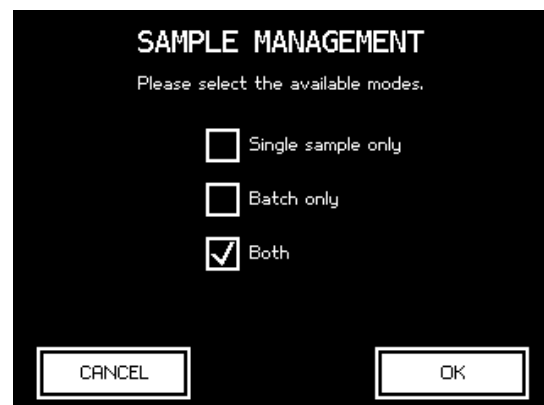 SAMPLE MANAGEMENT
Please select the available modes.
Single sample only
Batch only
Both
CANCEL
OK